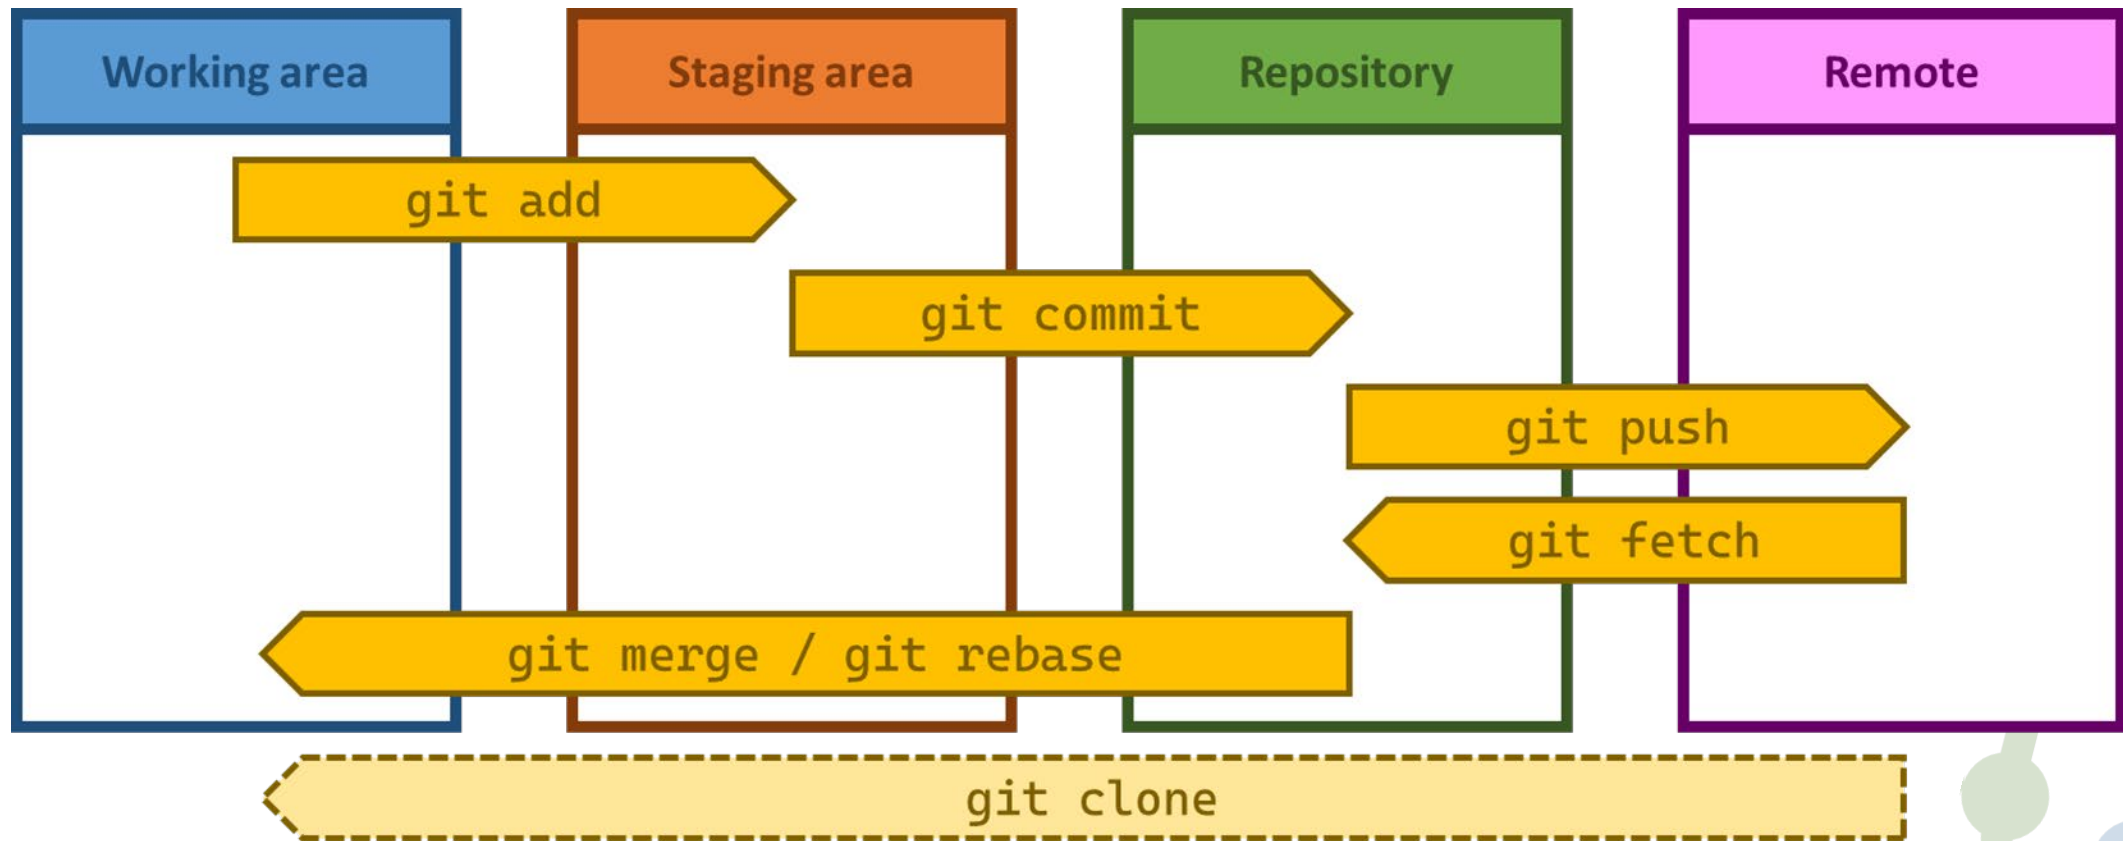 Working area
Staging area
Repository
Remote
git add
git commit
git push
git fetch
git merge / git rebase
git clone